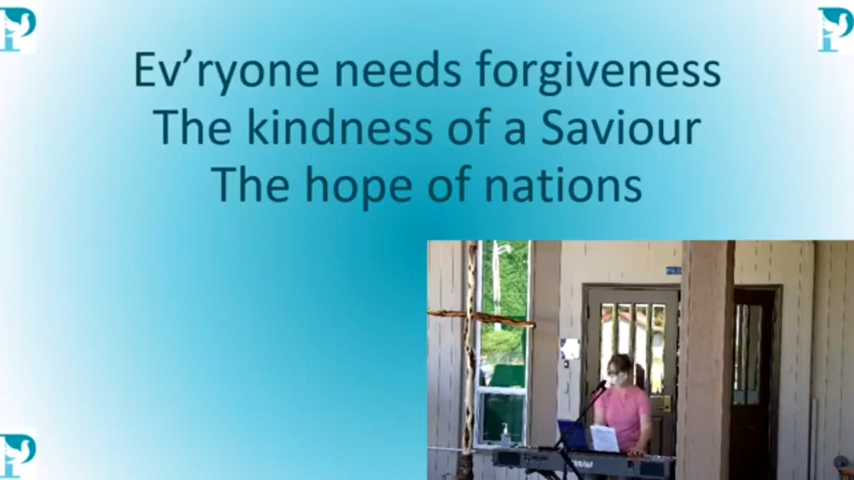 Ev’ryone needs forgiveness
The kindness of a Saviour
The hope of nations